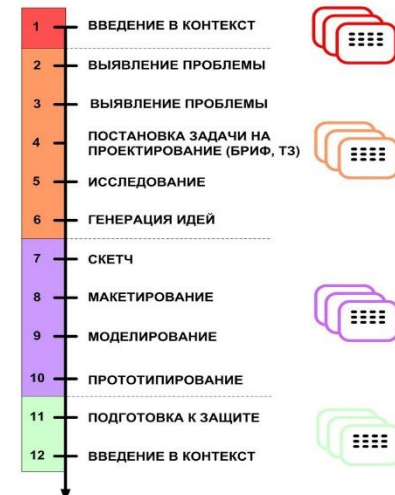 1 ВВЕДЕНИЕ В КОНТЕКСТ
2 ВЫЯВЛЕНИЕ ПРОБЛЕМЫ
3 ВЫЯВЛЕНИЕ ПРОБЛЕМЫ
4 ПОСТАНОВКА ЗАДАЧИ НА
ПРОЕКТИРОВАНИЕ (БРИФ, ТЗ)
5 ИССЛЕДОВАНИЕ
6 ГЕНЕРАЦИЯ ИДЕЙ
7 СКЕТЧ
8 МАКЕТИРОВАНИЕ
9 МОДЕЛИРОВАНИЕ
10 ПРОТОТИПИРОВАНИЕ
11 ПОДГОТОВКА К ЗАЩИТЕ
12 ВВЕДЕНИЕ В КОНТЕКСТ